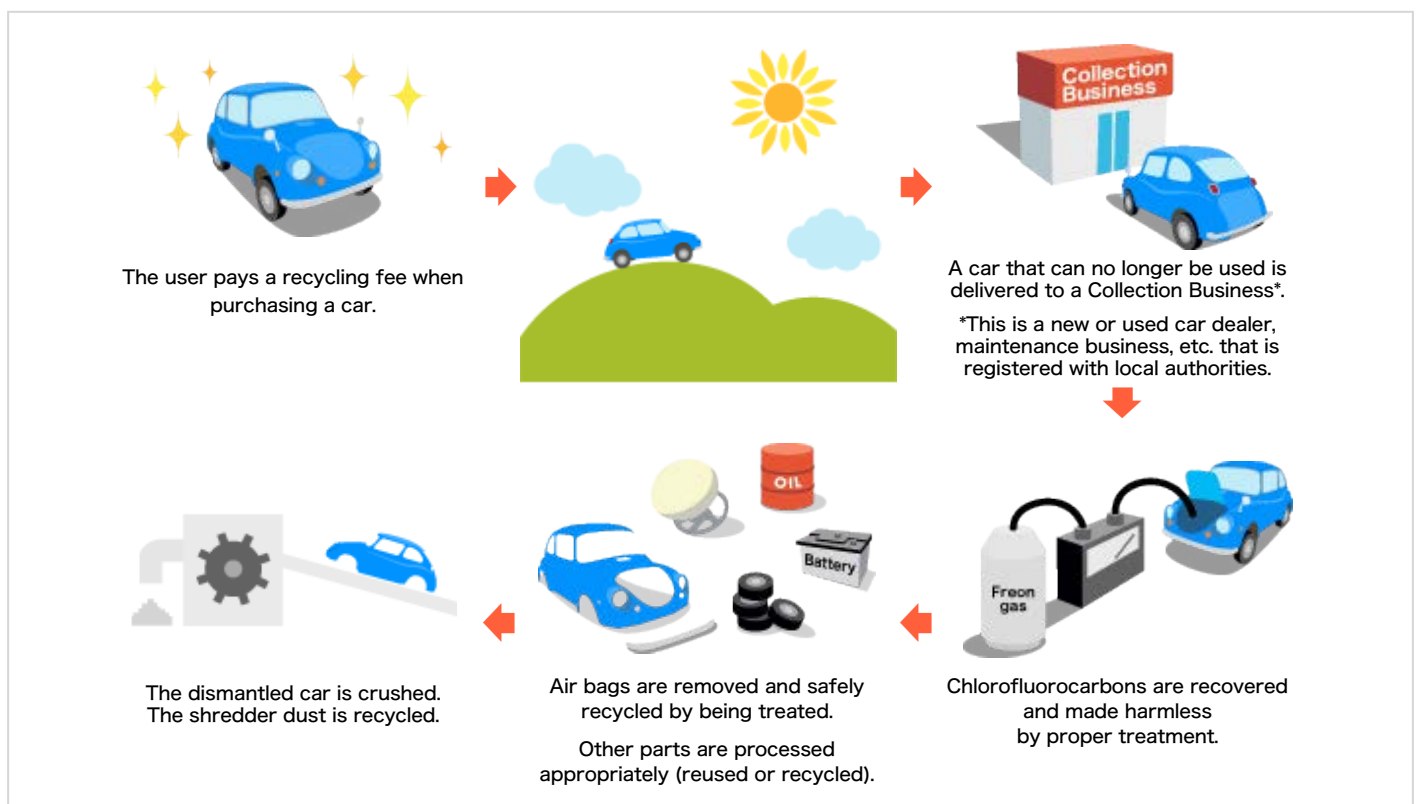 The user pays a recycling fee when
purchasing a car.
Collection
Business
A car that can no longer be used is
delivered to a Collection Business*.
*This is a new or used car dealer,
maintenance business, etc. that is
registered with local authorities.
Freon
gas
Chlorofluorocarbons are recovered
and made harmless
by proper treatment.
OIL
Battery
Air bags are removed and safely
recycled by being treated.
Other parts are processed
appropriately (reused or recycled).
The dismantled car is crushed.
The shredder dust is recycled.